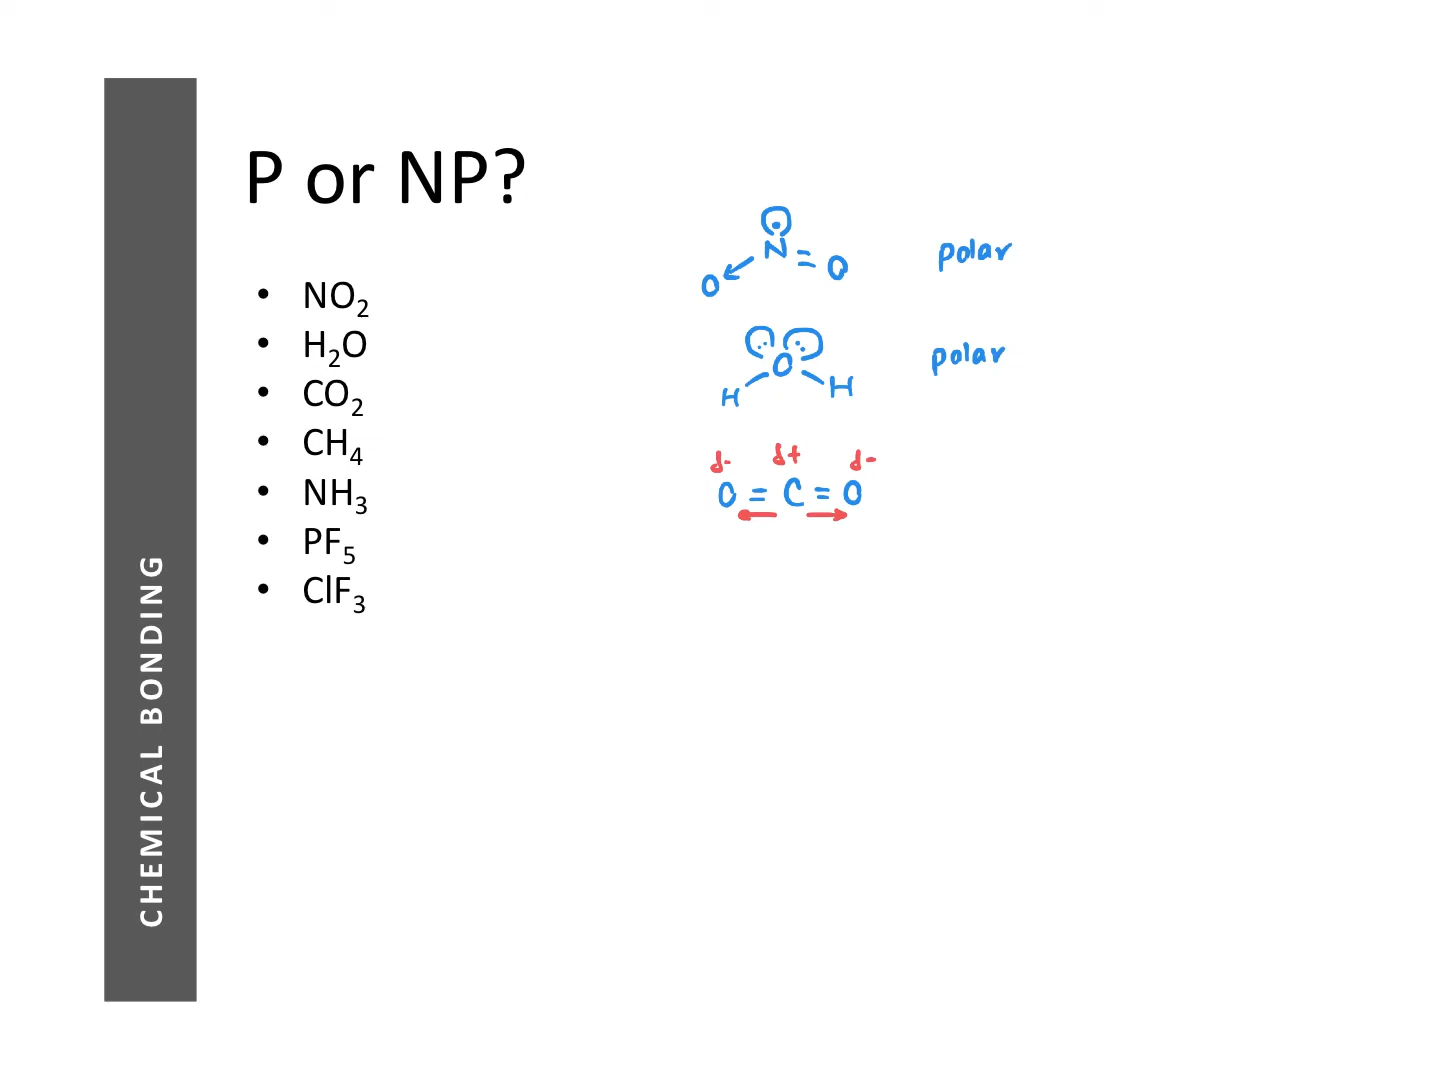 CHEMICAL BONDING
P or NP?
• NO₂
• H₂O
• CO₂
• CH₄
• NH₃
• PF₅
• ClF₃
N
O = O
polar
O
H H
polar
δ- δ+ δ-
O = C = O